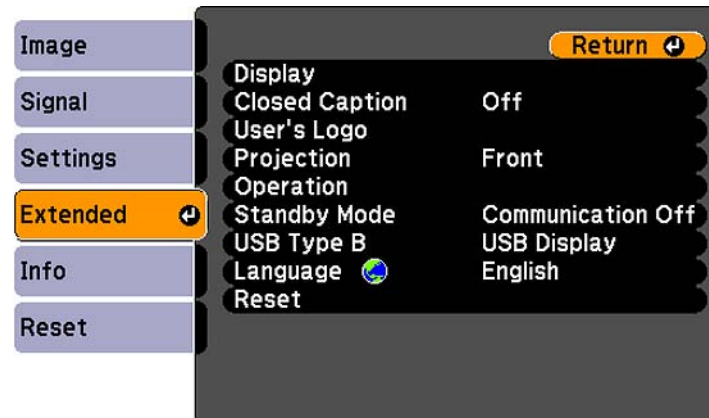 Image
Signal
Settings
Extended
Info
Reset
Return
Display
Closed Caption Off
User's Logo
Projection Front
Operation
Standby Mode Communication Off
USB Type B USB Display
Language English
Reset